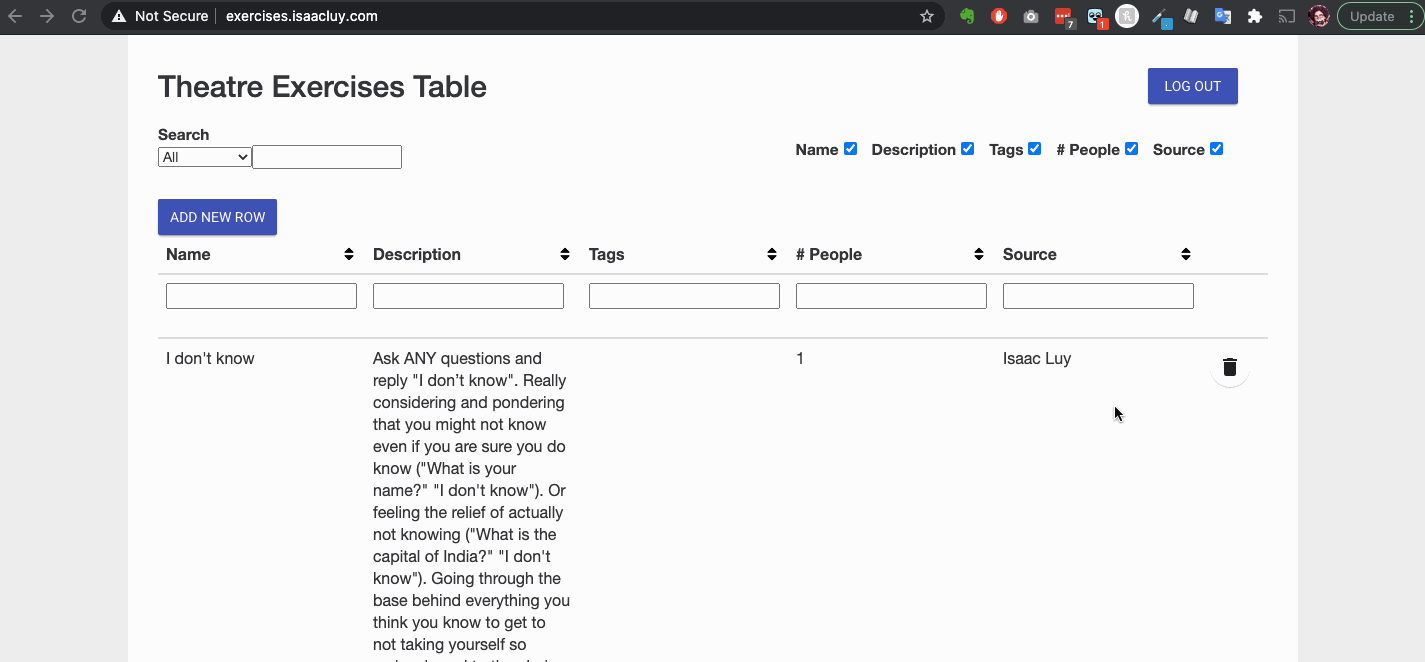 Not Secure exercises.isaacluy.com
7
1
Update
Theatre Exercises Table
LOG OUT
Search
All
Name Description Tags # People Source
ADD NEW ROW
Name Description Tags # People Source
I don't know
Ask ANY questions and
reply "I don’t know". Really
considering and pondering
that you might not know
even if you are sure you do
know ("What is your
name?" "I don't know"). Or
feeling the relief of actually
not knowing ("What is the
capital of India?" "I don't
know"). Going through the
base behind everything you
think you know to get to
not taking yourself so
1
Isaac Luy